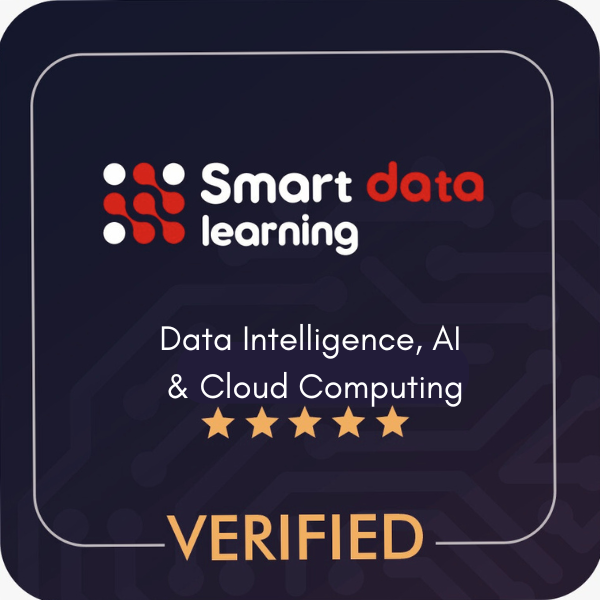 Smart data
learning
Data Intelligence, AI
& Cloud Computing
VERIFIED